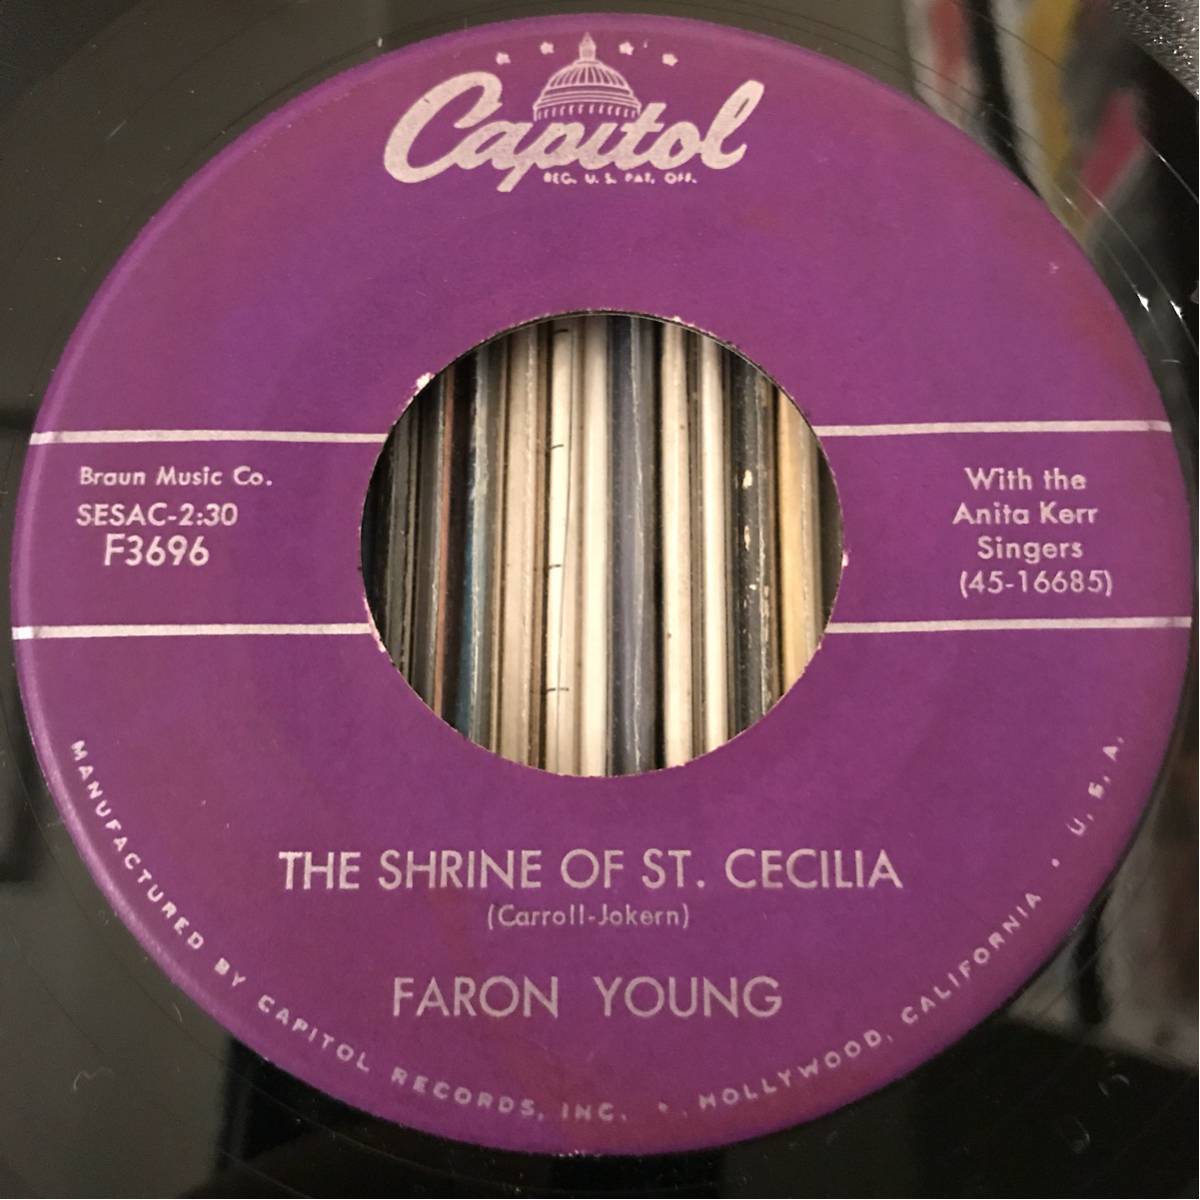 Capitol
REG. U. S. PAT. OFF.
Braun Music Co.
SESAC-2:30
F3696
With the
Anita Kerr
Singers
(45-16685)
THE SHRINE OF ST. CECILIA
(Carroll-Jokern)
FARON YOUNG
MANUFACTURED BY CAPITOL RECORDS, INC. • HOLLYWOOD, CALIFORNIA • U. S. A.